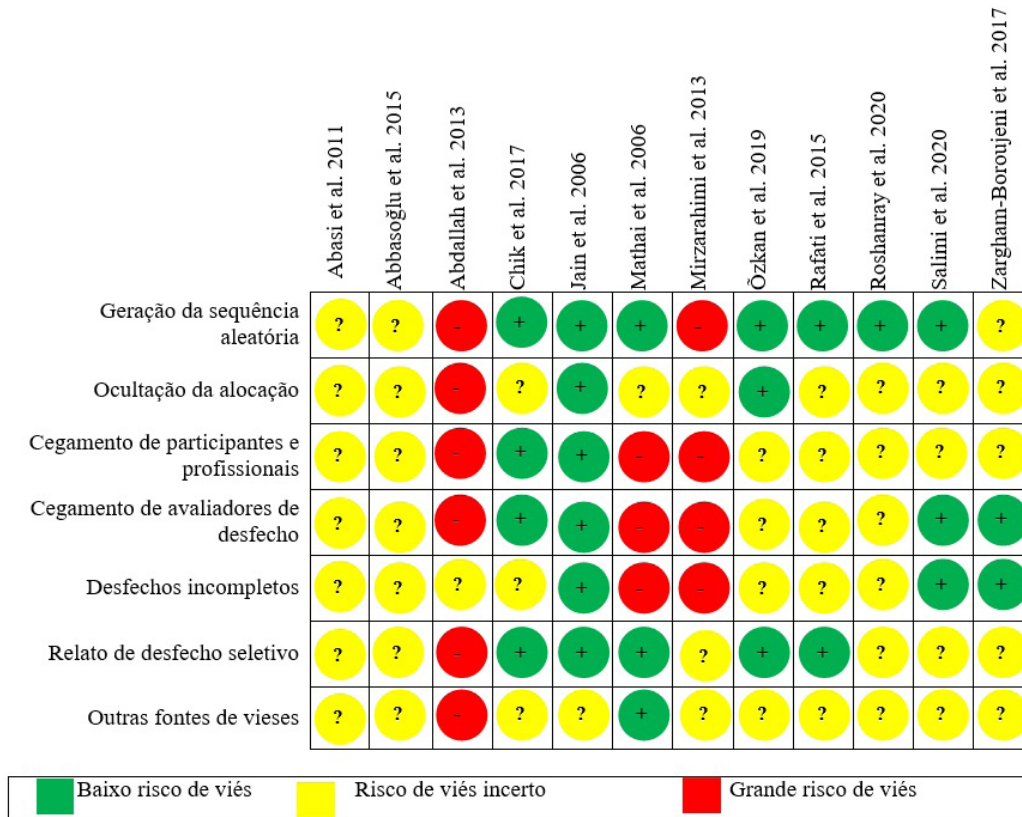 Abasi et al. 2011
Abbasoğlu et al. 2015
Abdallah et al. 2013
Chik et al. 2017
Jain et al. 2006
Mathai et al. 2006
Mirzarahimi et al. 2013
Õzkan et al. 2019
Rafati et al. 2015
Roshanray et al. 2020
Salimi et al. 2020
Zargham-Boroujeni et al. 2017
Geração da sequência
aleatória
? ? - + + + - + + + + ?
Ocultação da alocação
? ? - ? + ? ? + ? ? ? ?
Cegamento de participantes e
profissionais
? ? - + + - - ? ? ? ? ?
Cegamento de avaliadores de
desfecho
? ? - + + - - ? ? ? + +
Desfechos incompletos
? ? ? ? + - - ? ? ? + +
Relato de desfecho seletivo
? ? - + + + ? + + ? ? ?
Outras fontes de vieses
? ? - ? ? + ? ? ? ? ? ?
Baixo risco de viés
Risco de viés incerto
Grande risco de viés